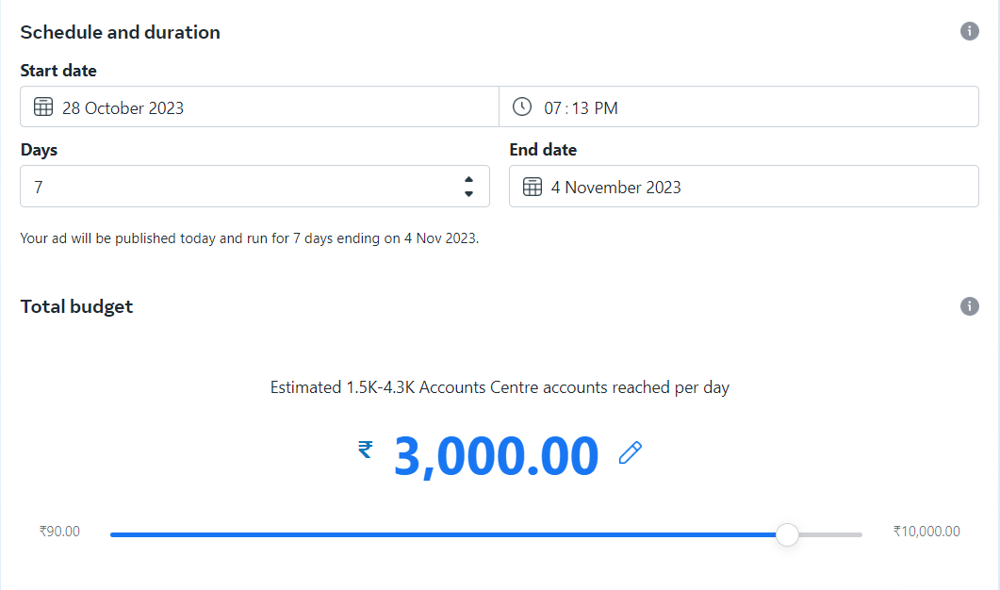 Schedule and duration
Start date
28 October 2023
07 : 13 PM
Days
End date
7
4 November 2023
Your ad will be published today and run for 7 days ending on 4 Nov 2023.
Total budget
Estimated 1.5K-4.3K Accounts Centre accounts reached per day
₹ 3,000.00
₹90.00
₹10,000.00